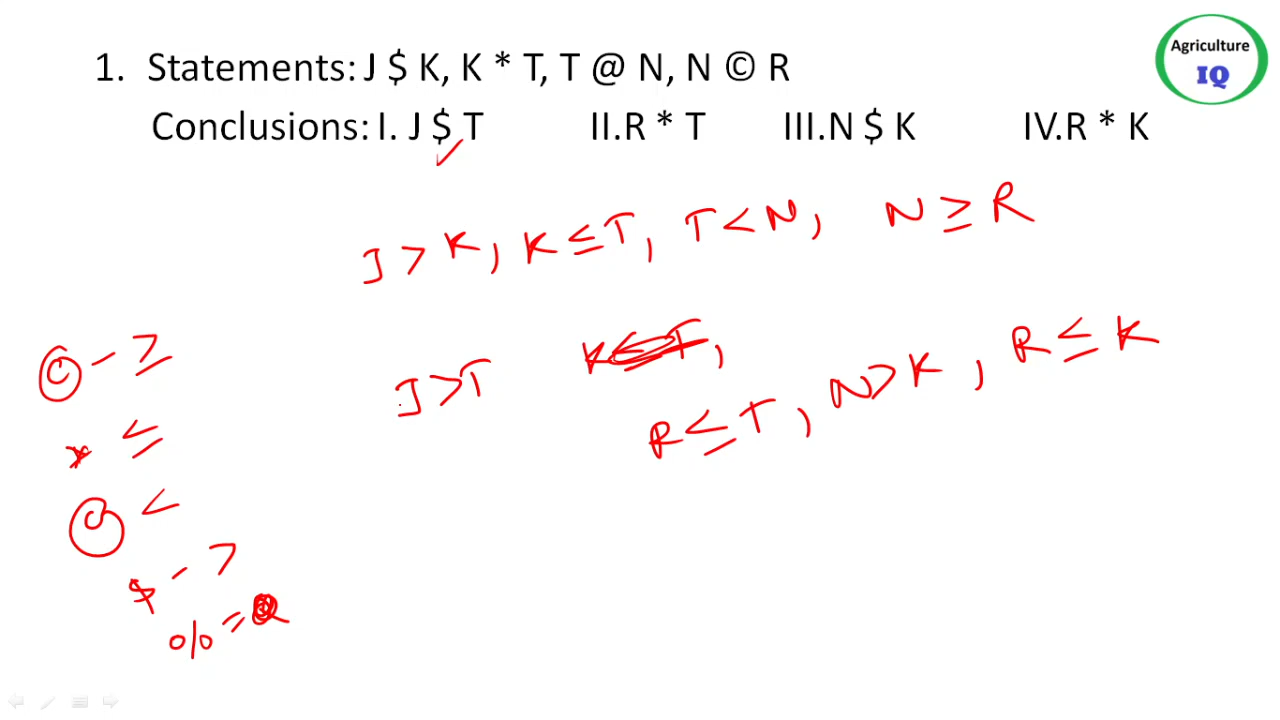 Agriculture
IQ
1. Statements: J $ K, K * T, T @ N, N © R
Conclusions: I. J $ T II.R * T III.N $ K IV.R * K
J > K, K ≤ T, T < N, N ≥ R
© - ≥
J > T K ≤ T, R ≤ T, N > K, R ≤ K
* ≤
@ <
$ - >
% =